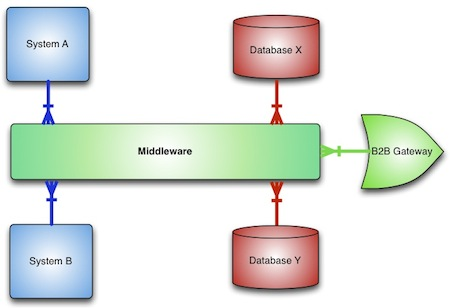 System A
Database X
Middleware
B2B Gateway
System B
Database Y